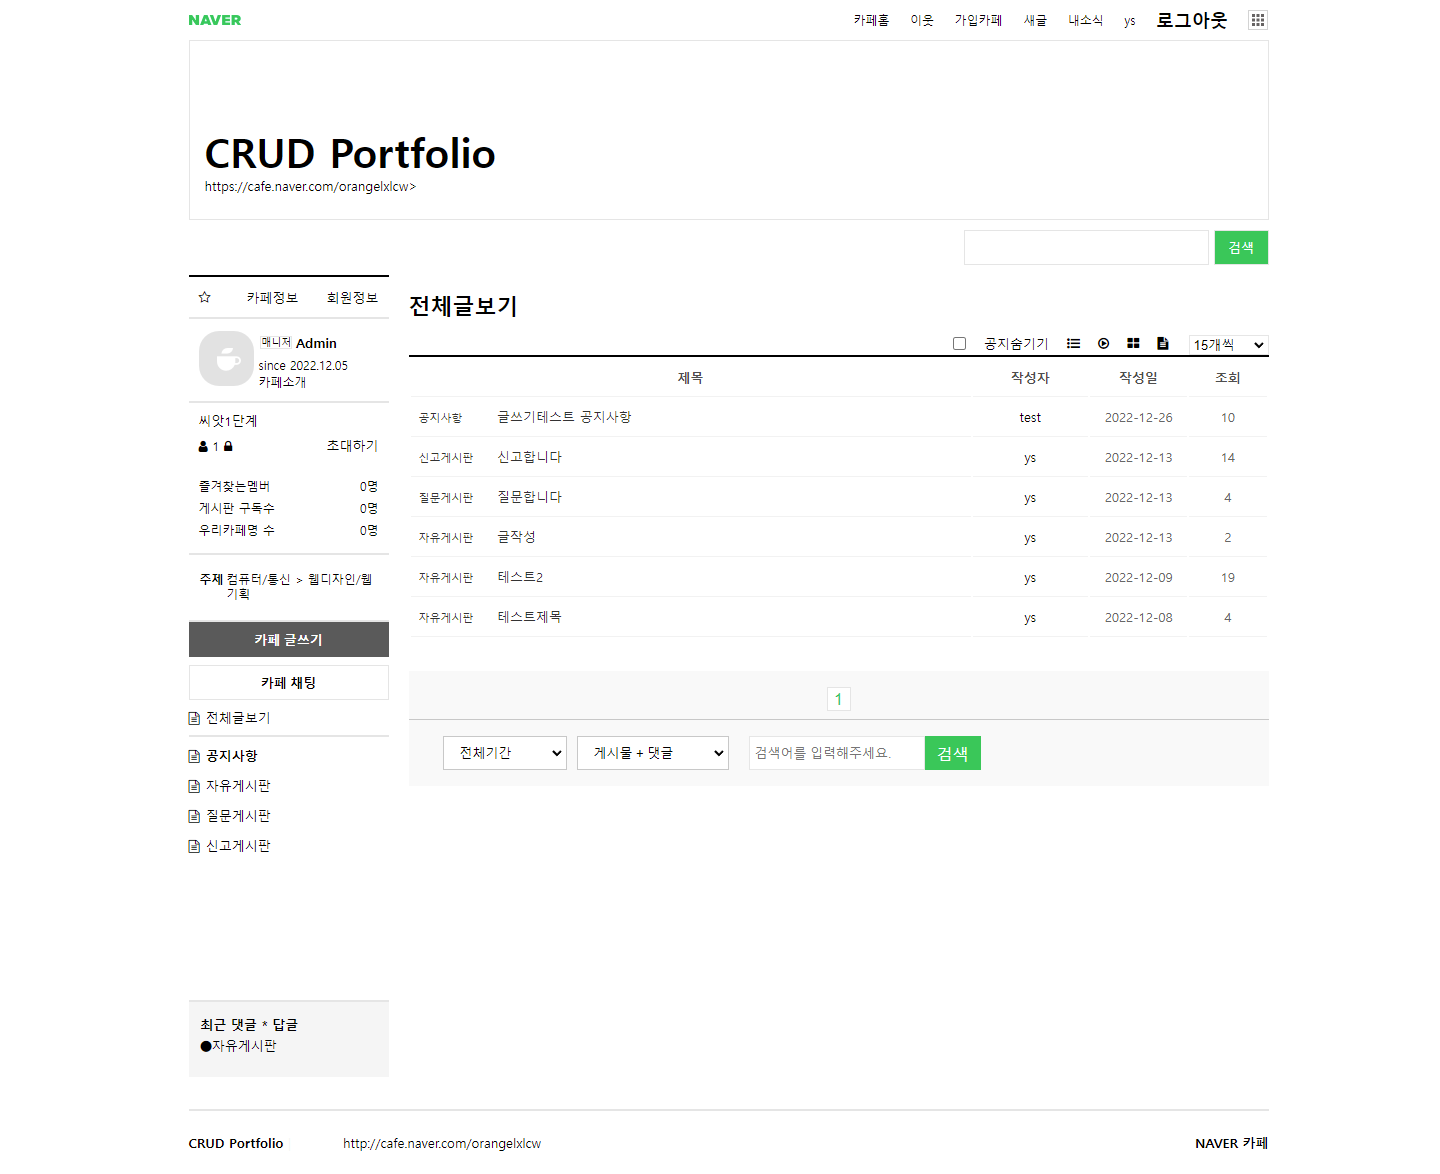 NAVER 카페홈 이웃 가입카페 새글 내소식 ys 로그아웃
CRUD Portfolio
https://cafe.naver.com/orangelxlcw>
검색
카페정보 회원정보
매니저 Admin
since 2022.12.05
카페소개
씨앗1단계
1 초대하기
즐겨찾는멤버 0명
게시판 구독수 0명
우리카페명 수 0명
주제 컴퓨터/통신 > 웹디자인/웹
기획
카페 글쓰기
카페 채팅
전체글보기
공지사항
자유게시판
질문게시판
신고게시판
최근 댓글 * 답글
●자유게시판
전체글보기
공지숨기기 15개씩
제목 작성자 작성일 조회
공지사항 글쓰기테스트 공지사항 test 2022-12-26 10
신고게시판 신고합니다 ys 2022-12-13 14
질문게시판 질문합니다 ys 2022-12-13 4
자유게시판 글작성 ys 2022-12-13 2
자유게시판 테스트2 ys 2022-12-09 19
자유게시판 테스트제목 ys 2022-12-08 4
1
전체기간 게시물 + 댓글 검색어를 입력해주세요. 검색
CRUD Portfolio http://cafe.naver.com/orangelxlcw NAVER 카페